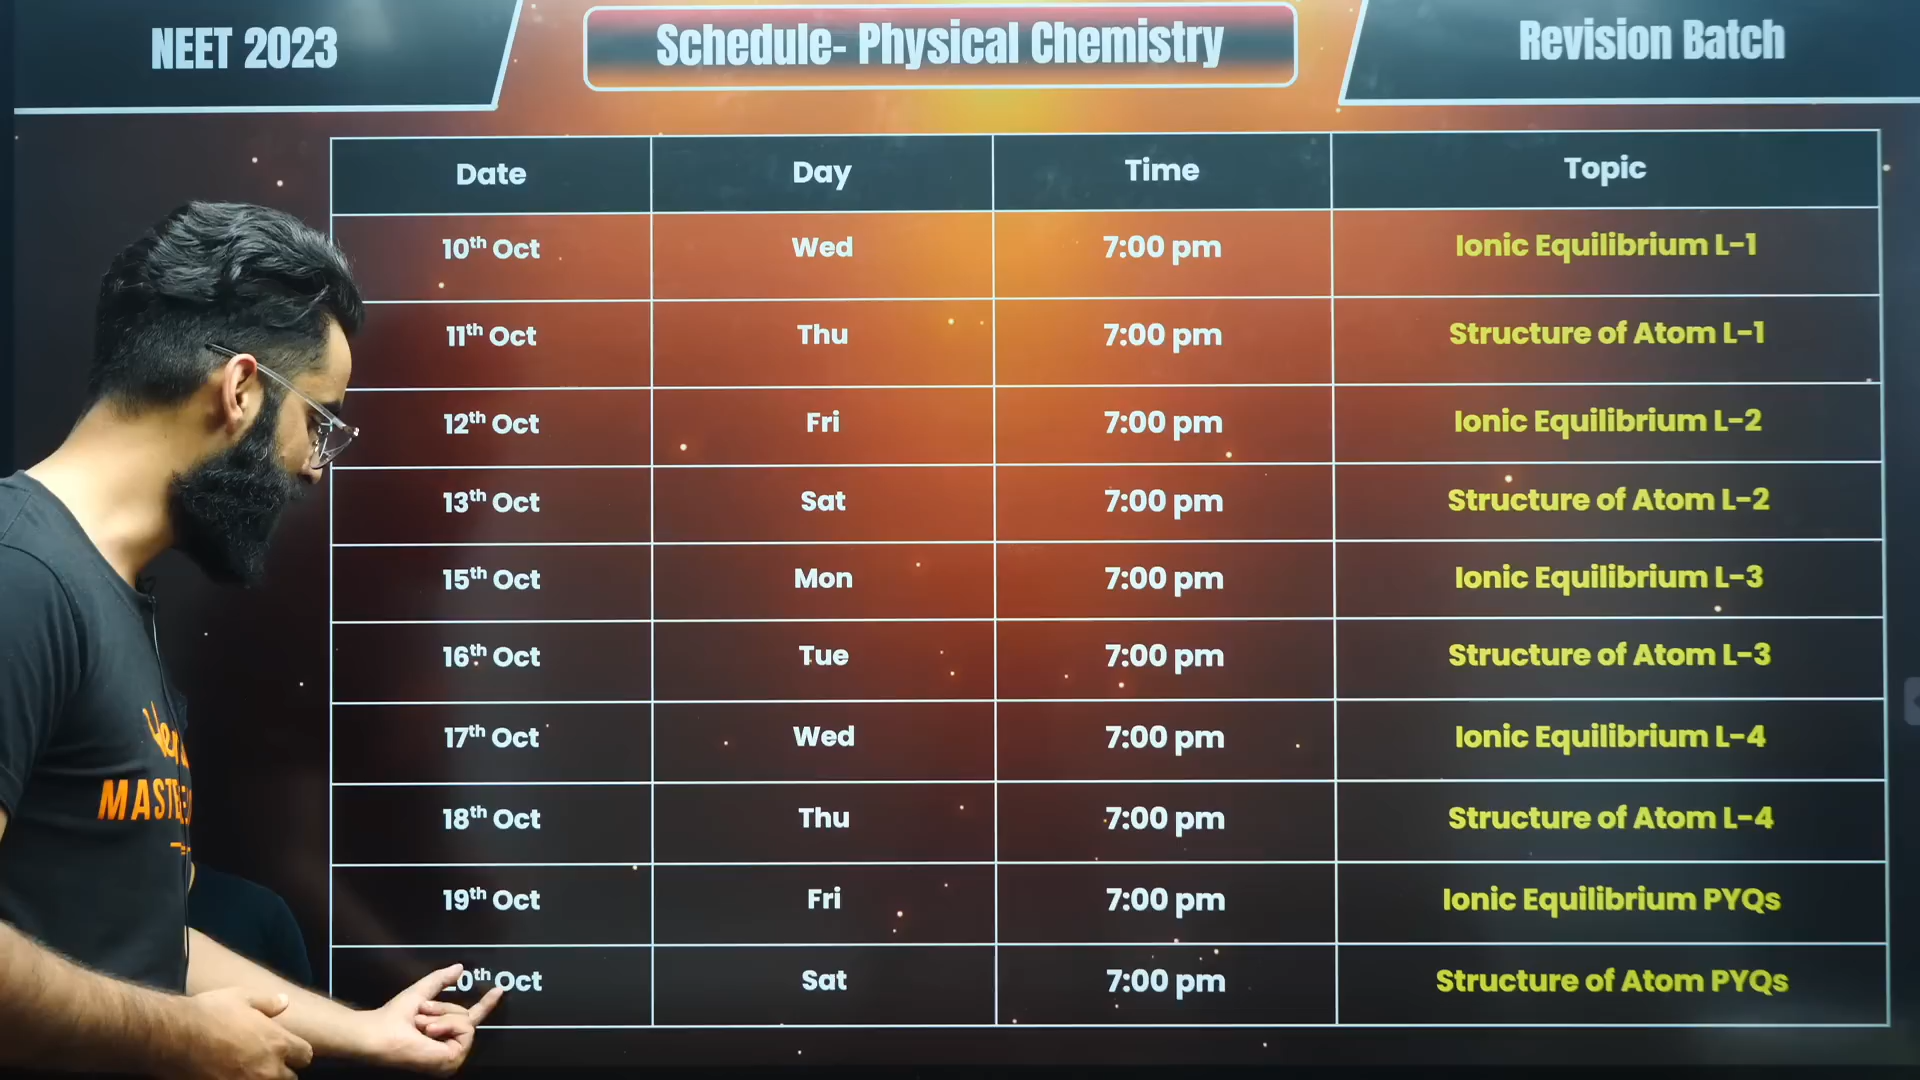 NEET 2023
Schedule- Physical Chemistry
Revision Batch
Date Day Time Topic
10th Oct Wed 7:00 pm Ionic Equilibrium L-1
11th Oct Thu 7:00 pm Structure of Atom L-1
12th Oct Fri 7:00 pm Ionic Equilibrium L-2
13th Oct Sat 7:00 pm Structure of Atom L-2
15th Oct Mon 7:00 pm Ionic Equilibrium L-3
16th Oct Tue 7:00 pm Structure of Atom L-3
17th Oct Wed 7:00 pm Ionic Equilibrium L-4
18th Oct Thu 7:00 pm Structure of Atom L-4
19th Oct Fri 7:00 pm Ionic Equilibrium PYQs
Oct Sat 7:00 pm Structure of Atom PYQs